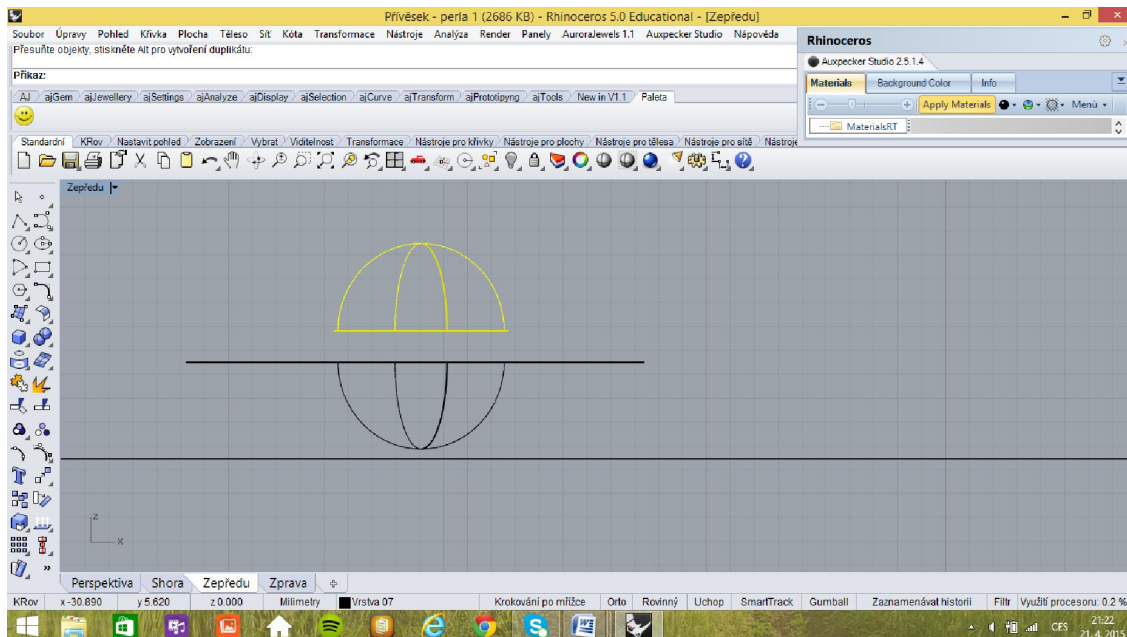 Přívěsek - perla 1 (2686 KB) - Rhinoceros 5.0 Educational - [Zepředu]
Soubor Úpravy Pohled Křivka Plocha Těleso Síť Kóta Transformace Nástroje Analýza Render Panely AuroraJewels 1.1 Auxpecker Studio Nápověda
Přesuňte objekty, stiskněte Alt pro vytvoření duplikátu:
Příkaz:
Rhinoceros
Auxpecker Studio 2.5.1.4
Materials Background Color Info
Apply Materials Menü
MaterialsRT
AJ ajGem ajJewellery ajSettings ajAnalyze ajDisplay ajSelection ajCurve ajTransform ajPrototipyng ajTools New in V1.1 Paleta
Standardní KRov Nastavit pohled Zobrazení Vybrat Viditelnost Transformace Nástroje pro křivky Nástroje pro plochy Nástroje pro tělesa Nástroje pro sítě Nástroje
Zepředu
z
x
Perspektiva Shora Zepředu Zprava
KRov x -30.890 y 5.620 z 0.000 Milimetry Vrstva 07 Krokování po mřížce Orto Rovinný Uchop SmartTrack Gumball Zaznamenávat historii Filtr Využití procesoru: 0.2 %
CES 21:22
21. 4. 2015